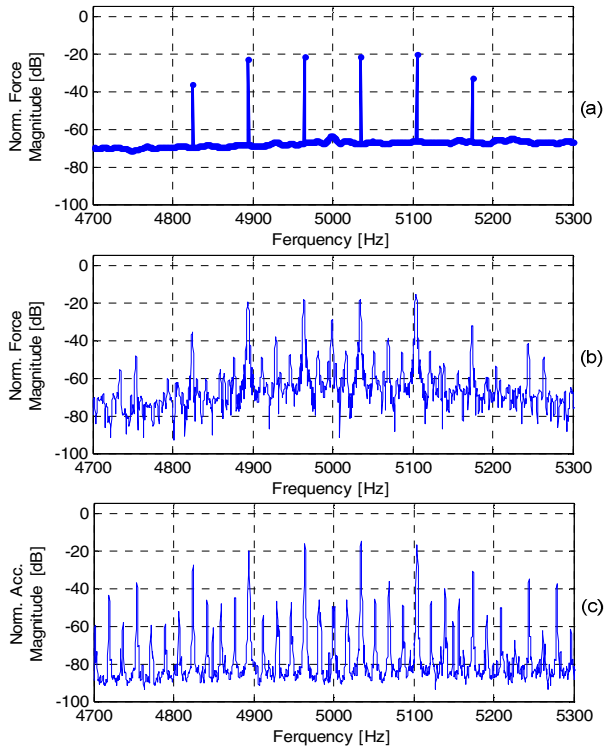 0
-20
-40
-60
-80
-100
Norm. Force
Magnitude [dB]
4700 4800 4900 5000 5100 5200 5300
Ferquency [Hz]
(a)
0
-20
-40
-60
-80
-100
Norm. Force
Magnitude [dB]
4700 4800 4900 5000 5100 5200 5300
Frequency [Hz]
(b)
0
-20
-40
-60
-80
-100
Norm. Acc.
Magnitude [dB]
4700 4800 4900 5000 5100 5200 5300
Ferquency [Hz]
(c)